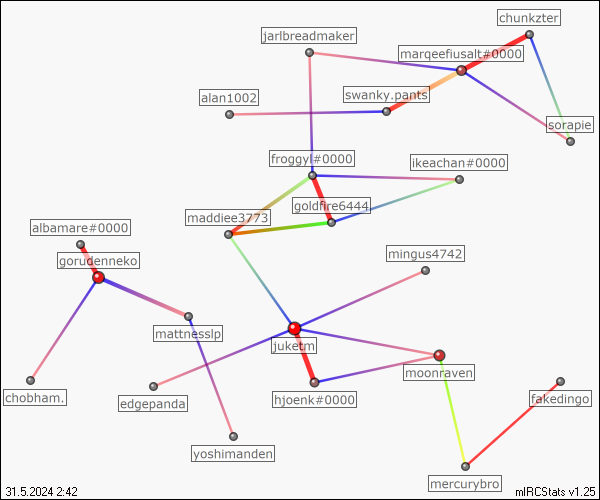 chunkzter
jarlbreadmaker
marqeefiusalt#0000
swanky.pants
alan1002
sorapie
froggyl#0000
ikeachan#0000
goldfire6444
maddiee3773
albamare#0000
mingus4742
gorudenneko
mattnesslp
juketm
moonraven
chobham.
edgepanda
hjoenk#0000
fakedingo
yoshimanden
mercurybro
31.5.2024 2:42
mIRCStats v1.25